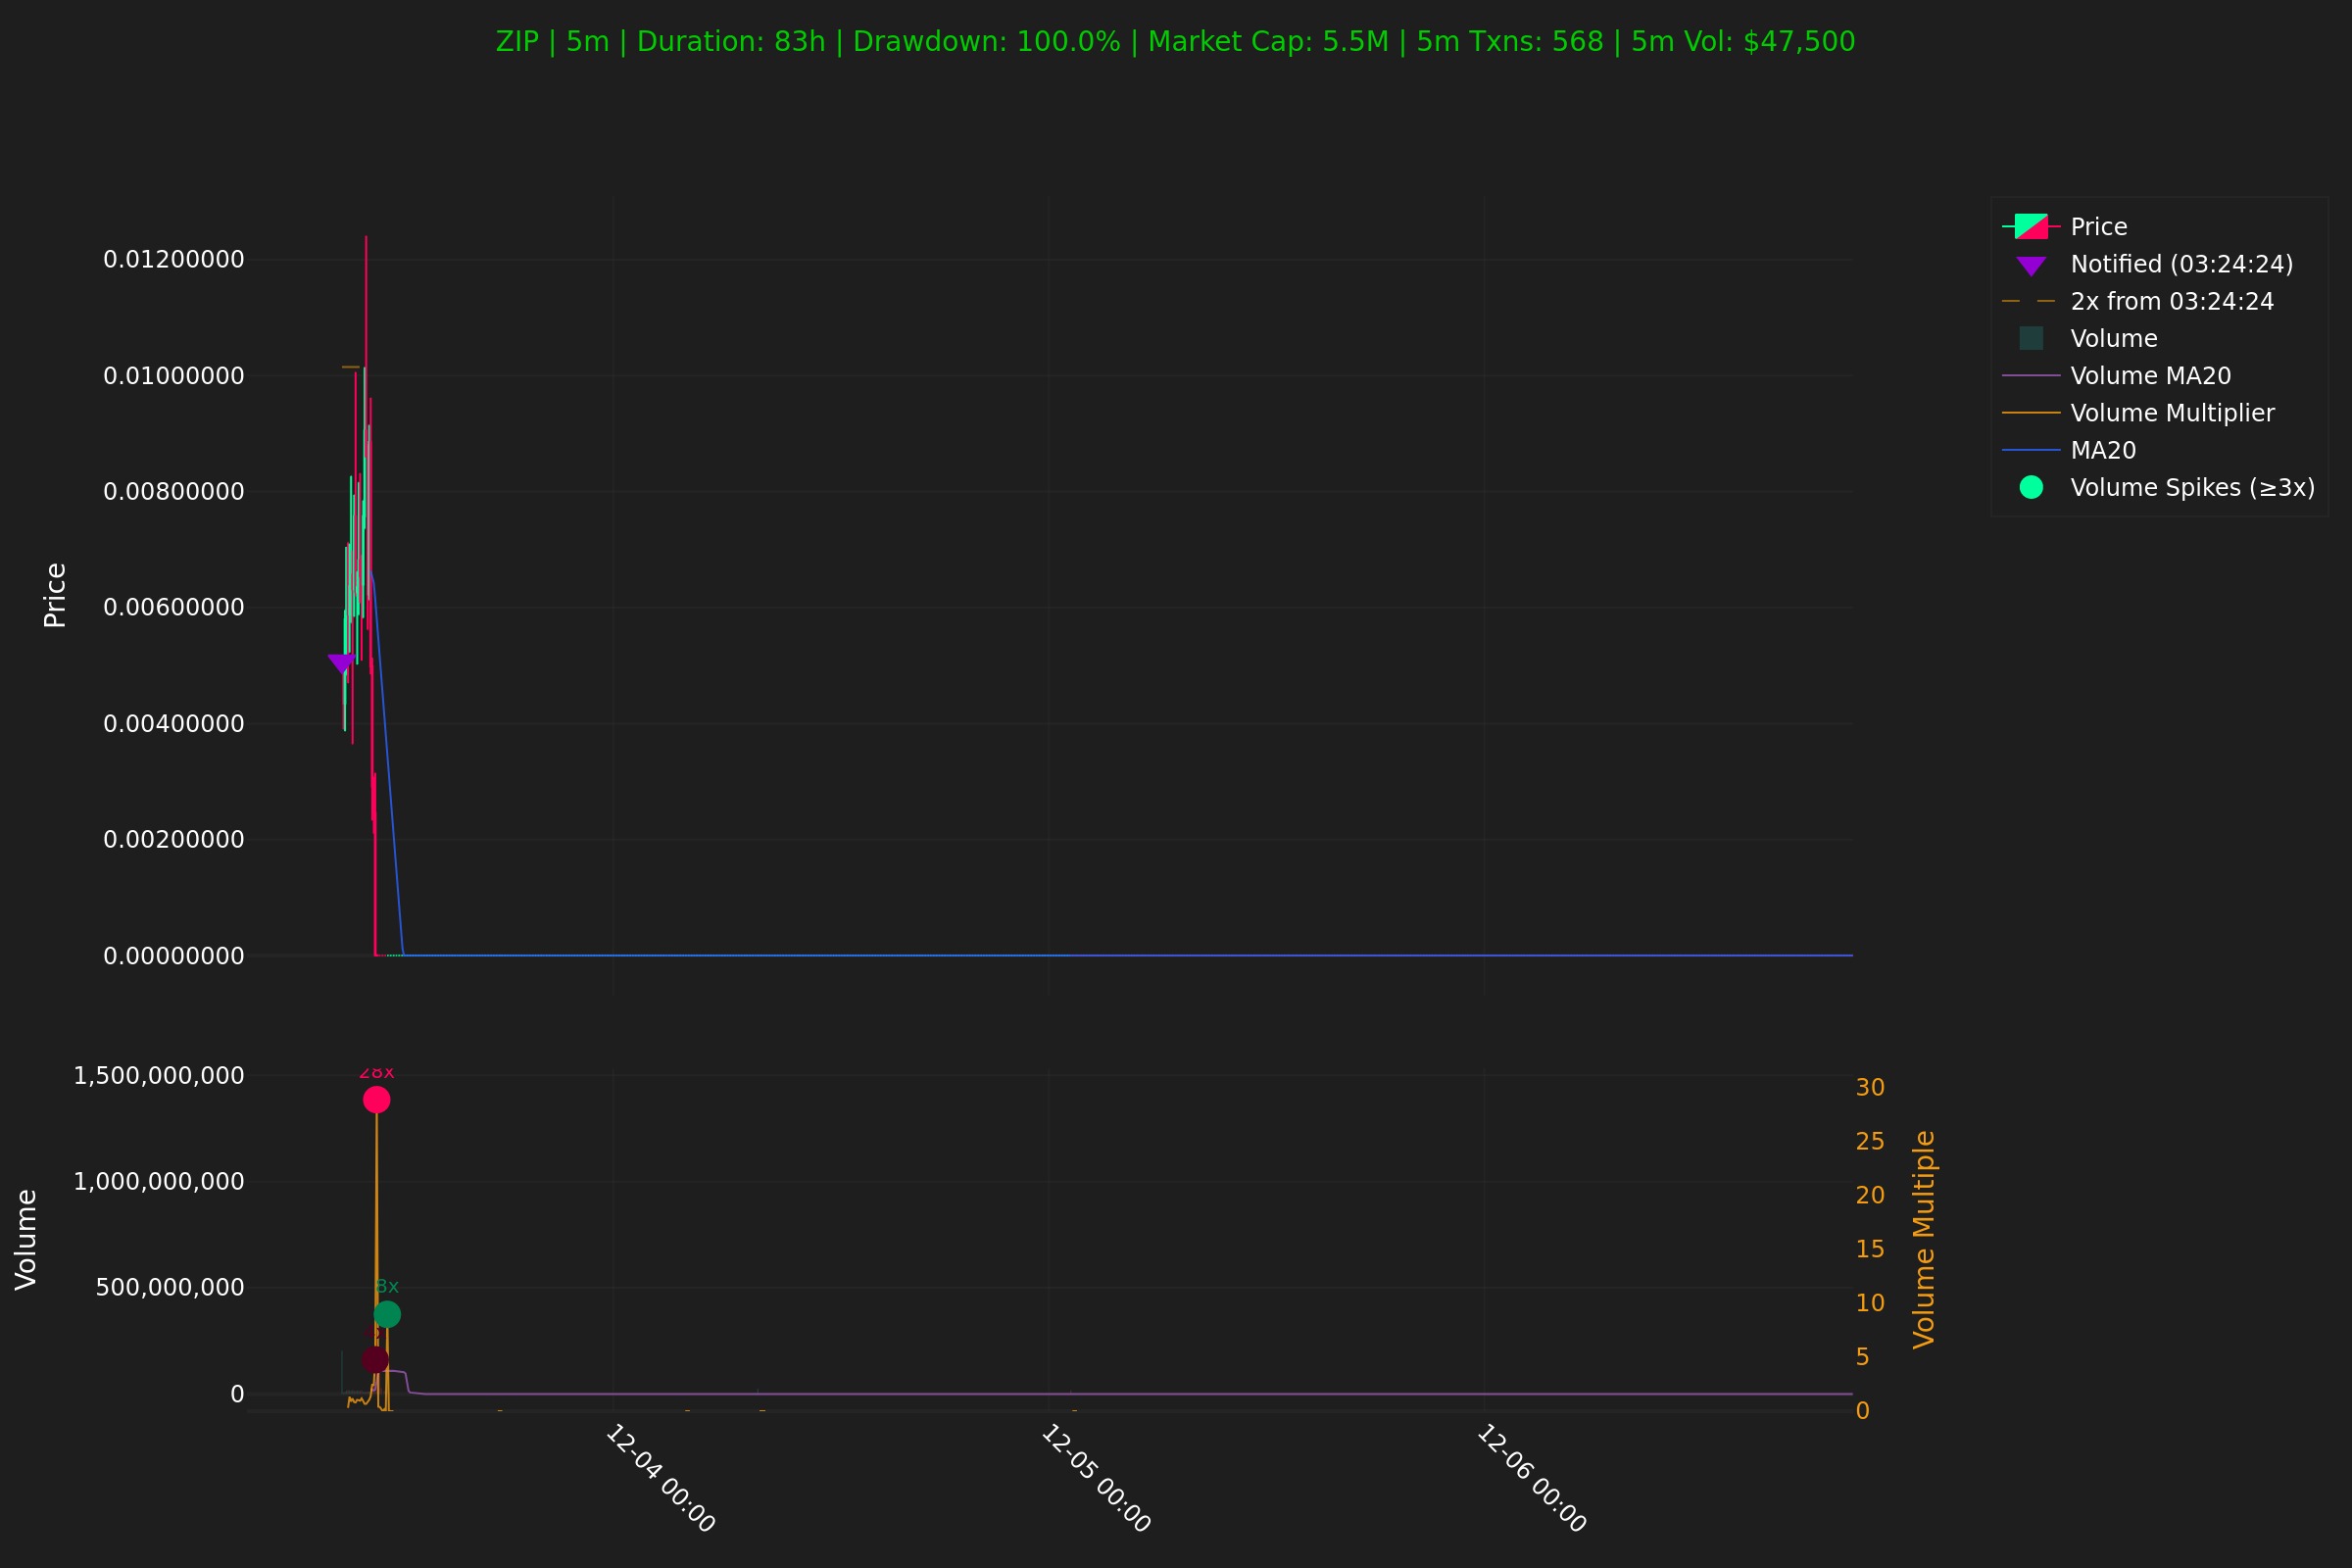 ZIP | 5m | Duration: 83h | Drawdown: 100.0% | Market Cap: 5.5M | 5m Txns: 568 | 5m Vol: $47,500
Price
0.01200000
0.01000000
0.00800000
0.00600000
0.00400000
0.00200000
0.00000000
Price
Notified (03:24:24)
2x from 03:24:24
Volume
Volume MA20
Volume Multiplier
MA20
Volume Spikes (≥3x)
Volume
1,500,000,000
1,000,000,000
500,000,000
0
28x
8x
30
25
20
15
10
5
0
Volume Multiple
12-04 00:00
12-05 00:00
12-06 00:00